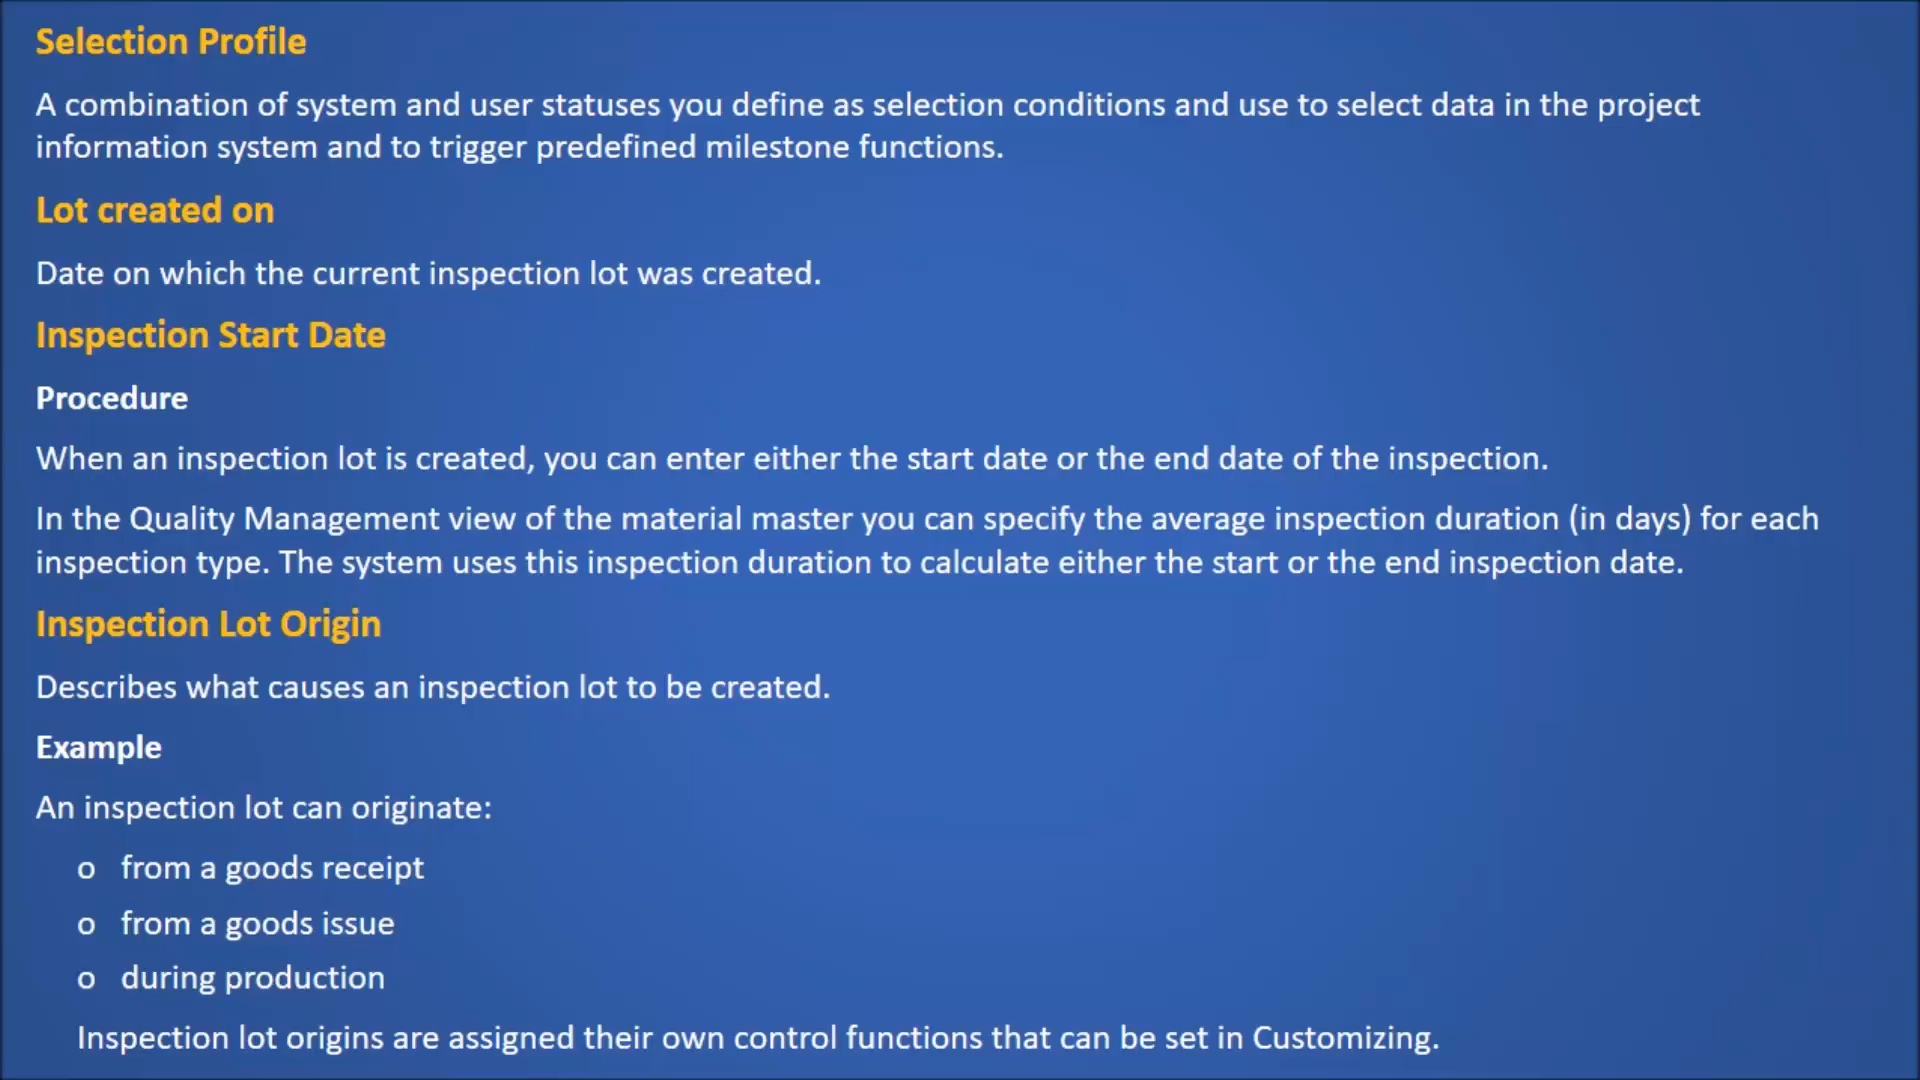 Selection Profile
A combination of system and user statuses you define as selection conditions and use to select data in the project
information system and to trigger predefined milestone functions.
Lot created on
Date on which the current inspection lot was created.
Inspection Start Date
Procedure
When an inspection lot is created, you can enter either the start date or the end date of the inspection.
In the Quality Management view of the material master you can specify the average inspection duration (in days) for each
inspection type. The system uses this inspection duration to calculate either the start or the end inspection date.
Inspection Lot Origin
Describes what causes an inspection lot to be created.
Example
An inspection lot can originate:
o from a goods receipt
o from a goods issue
o during production
Inspection lot origins are assigned their own control functions that can be set in Customizing.